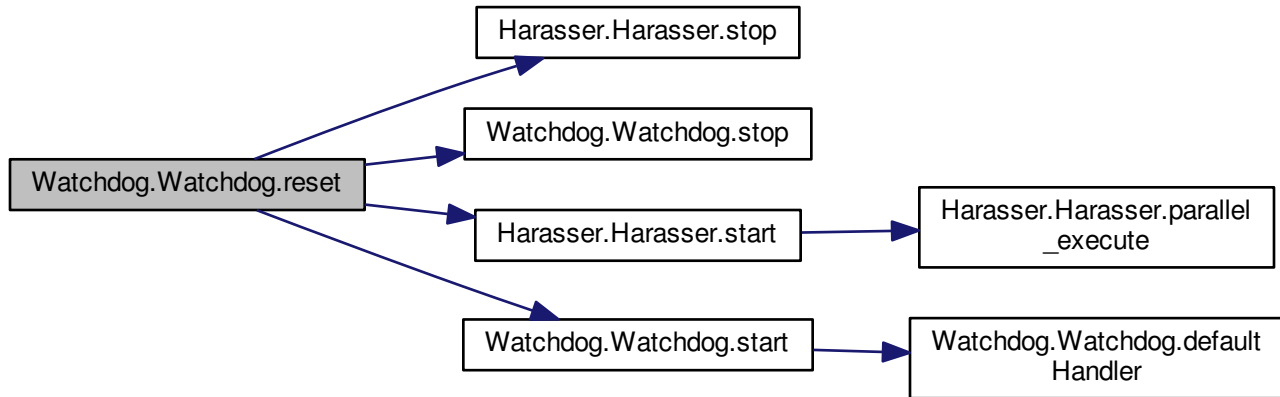 Harasser.Harasser.stop
Watchdog.Watchdog.stop
Watchdog.Watchdog.reset
Harasser.Harasser.start
Harasser.Harasser.parallel
_execute
Watchdog.Watchdog.start
Watchdog.Watchdog.default
Handler